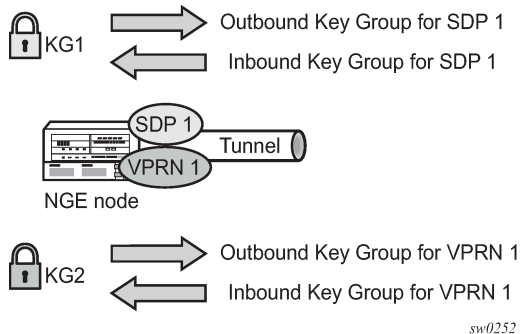 Outbound Key Group for SDP 1
KG1
Inbound Key Group for SDP 1
SDP 1
Tunnel
VPRN 1
NGE node
Outbound Key Group for VPRN 1
KG2
Inbound Key Group for VPRN 1
sw0252